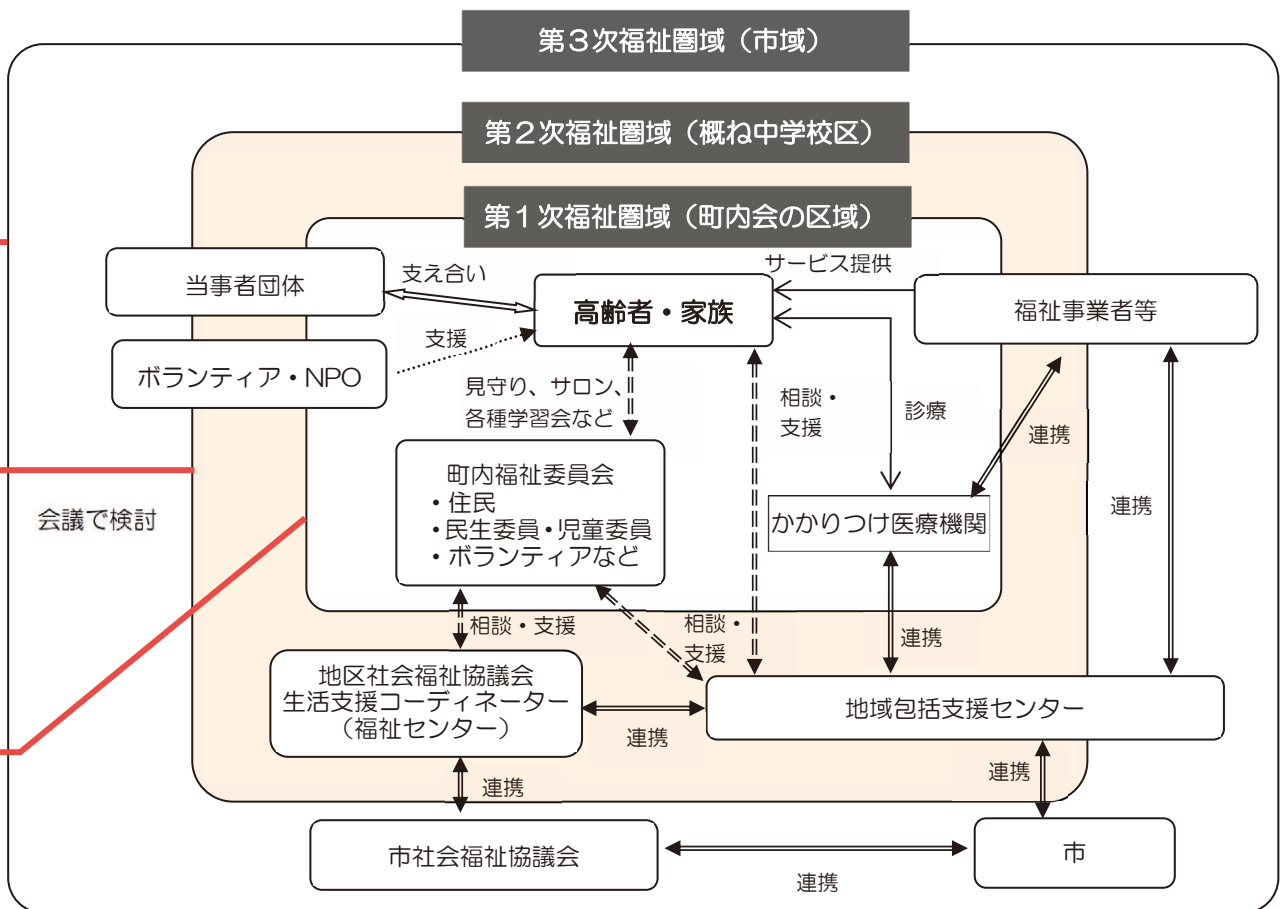 第３次福祉圏域（市域）
第２次福祉圏域（概ね中学校区）
第１次福祉圏域（町内会の区域）
当事者団体
支え合い
高齢者・家族
サービス提供
福祉事業者等
ボランティア・NPO
支援
見守り、サロン、
各種学習会など
相談・
支援
診療
連携
連携
町内福祉委員会
・住民
・民生委員・児童委員
・ボランティアなど
かかりつけ医療機関
会議で検討
相談・支援
相談・
支援
連携
地区社会福祉協議会
生活支援コーディネーター
（福祉センター）
連携
地域包括支援センター
連携
連携
市社会福祉協議会
連携
市